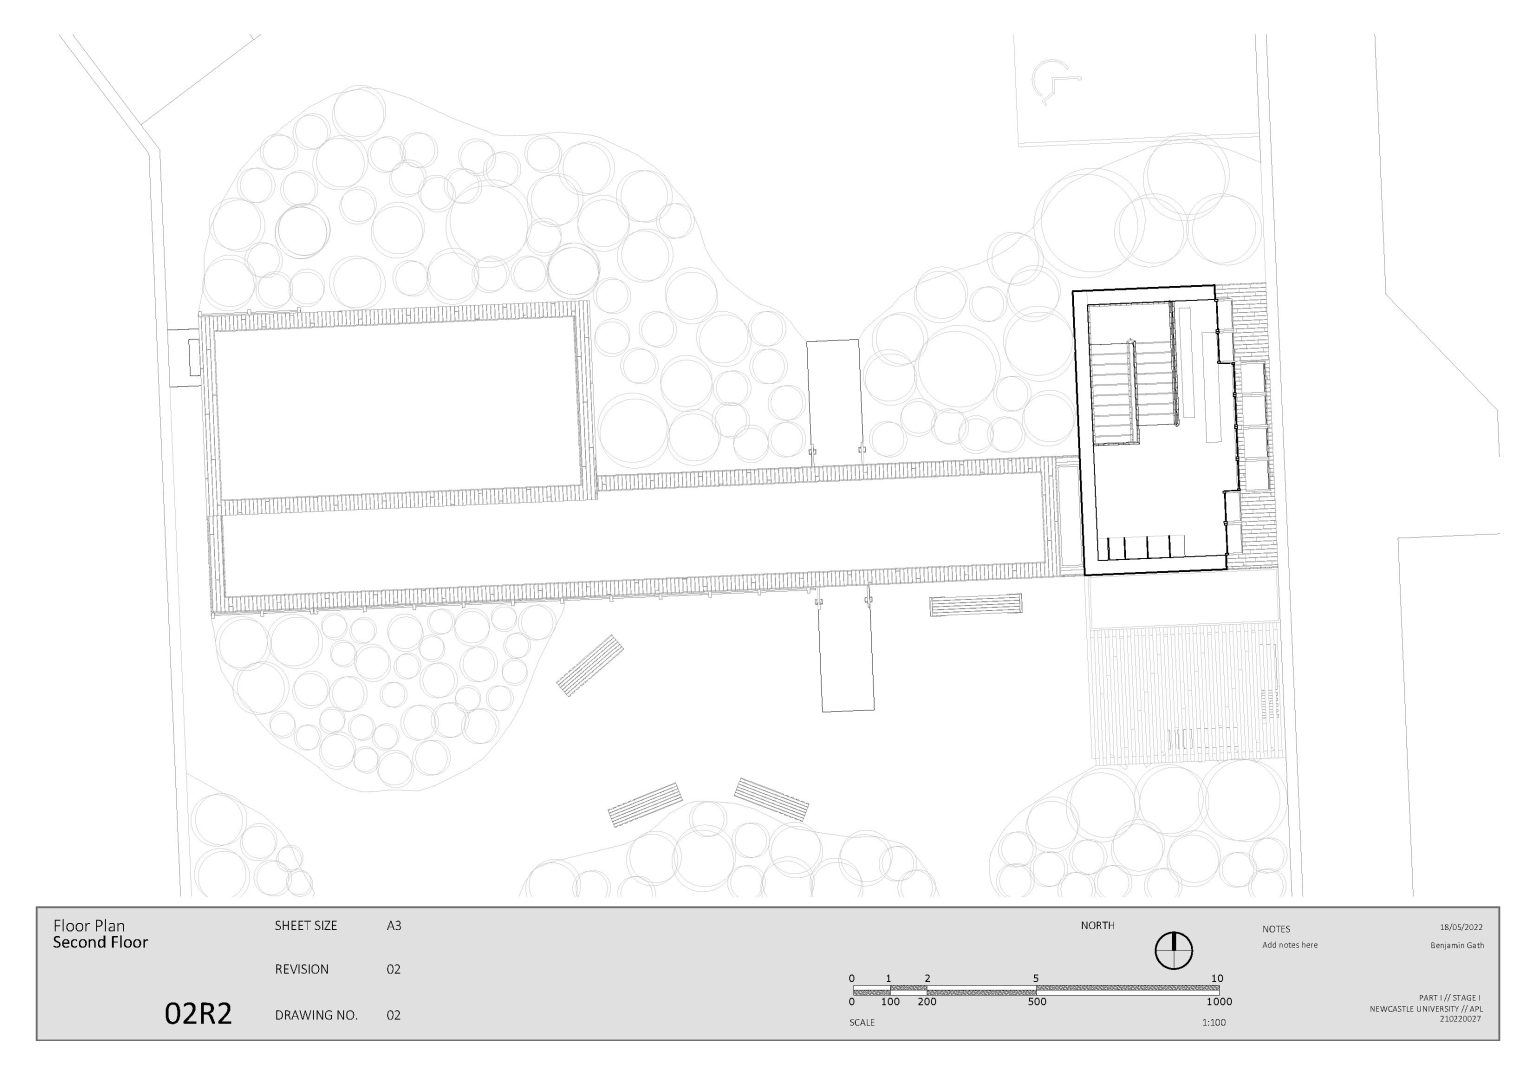 Floor Plan
Second Floor
02R2
SHEET SIZE A3
REVISION 02
DRAWING NO. 02
NORTH
0 1 2 5 10
0 100 200 500 1000
SCALE 1:100
NOTES
Add notes here
18/05/2022
Benjamin Gath
PART I // STAGE I
NEWCASTLE UNIVERSITY // APL
210220027